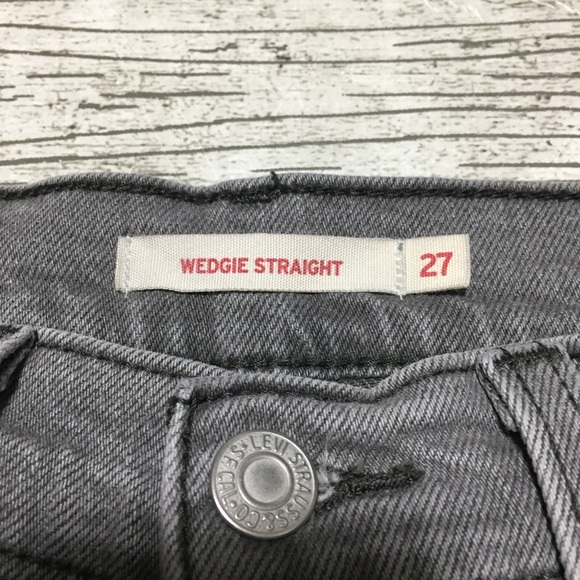 WEDGIE STRAIGHT
27
LEVI STRAUSS & CO
S.F. CAL